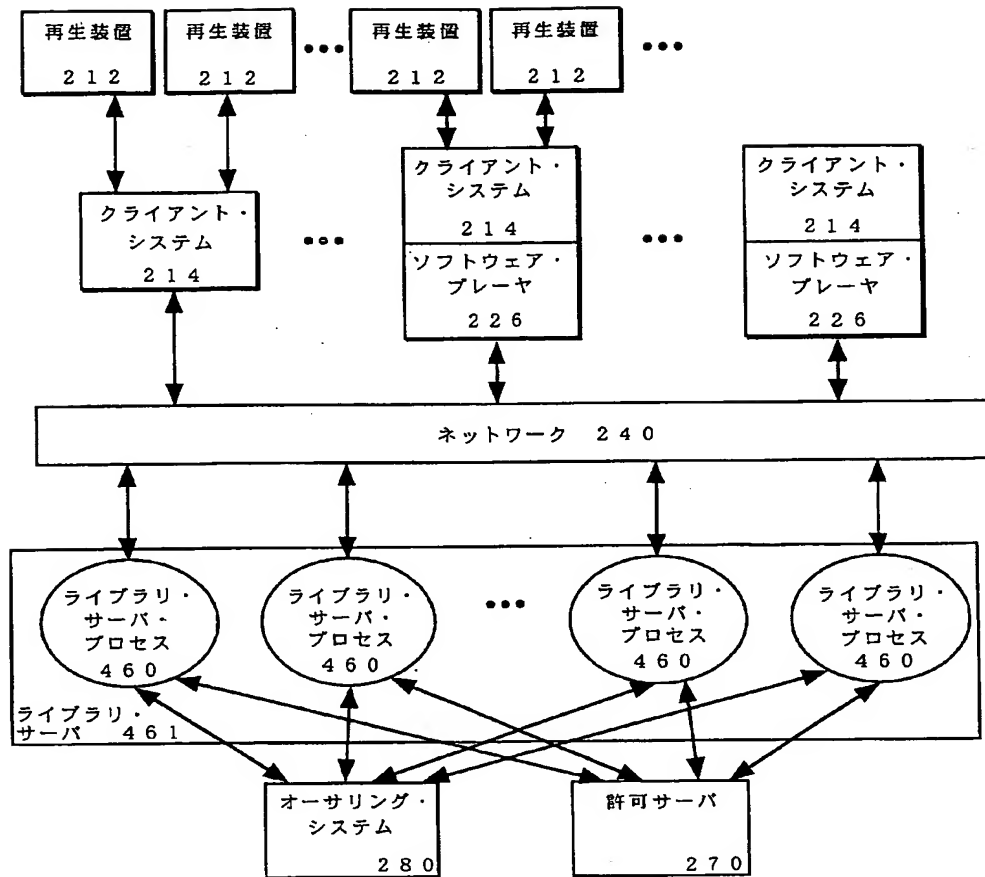 再生装置
212
再生装置
212
再生装置
212
再生装置
212
クライアント・
システム
214
クライアント・
システム
214
ソフトウェア・
プレーヤ
226
クライアント・
システム
214
ソフトウェア・
プレーヤ
226
ネットワーク 240
ライブラリ・
サーバ・
プロセス
460
ライブラリ・
サーバ・
プロセス
460
ライブラリ・
サーバ・
プロセス
460
ライブラリ・
サーバ・
プロセス
460
ライブラリ・
サーバ 461
オーサリング・
システム
280
許可サーバ
270